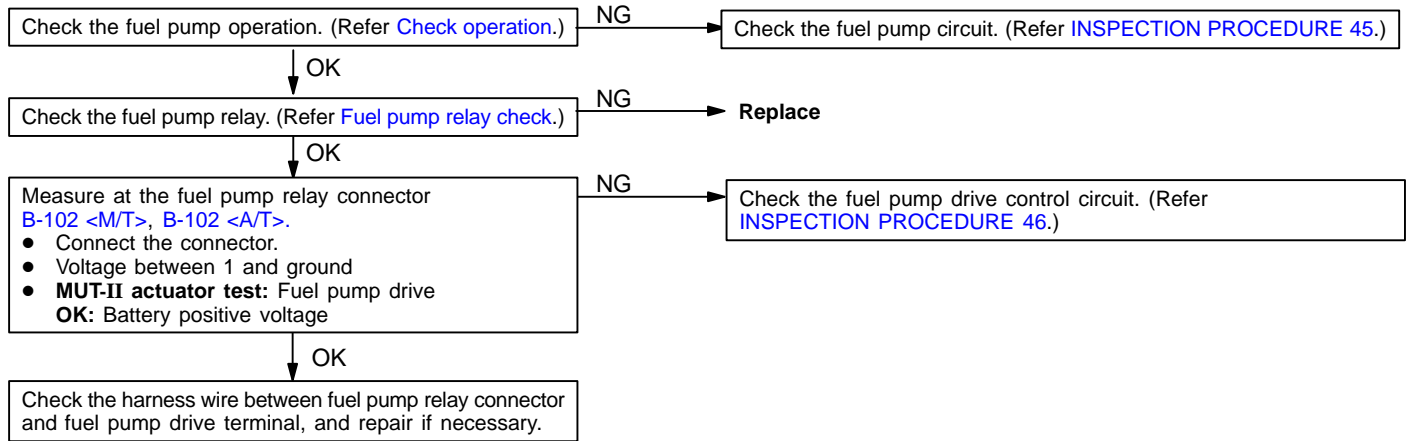 Check the fuel pump operation. (Refer Check operation.)
NG
Check the fuel pump circuit. (Refer INSPECTION PROCEDURE 45.)
OK
Check the fuel pump relay. (Refer Fuel pump relay check.)
NG
Replace
OK
Measure at the fuel pump relay connector
B-102 <M/T>, B-102 <A/T>.
● Connect the connector.
● Voltage between 1 and ground
● MUT-II actuator test: Fuel pump drive
OK: Battery positive voltage
NG
Check the fuel pump drive control circuit. (Refer
INSPECTION PROCEDURE 46.)
OK
Check the harness wire between fuel pump relay connector
and fuel pump drive terminal, and repair if necessary.